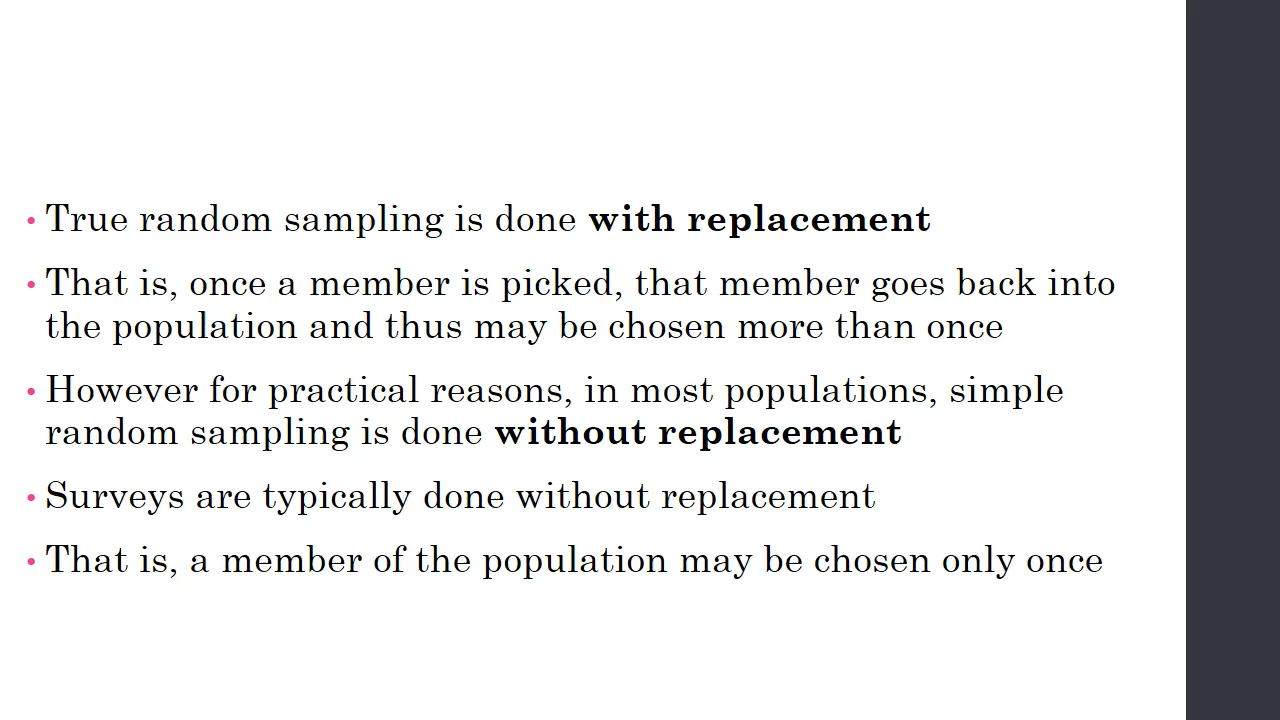 • True random sampling is done with replacement
• That is, once a member is picked, that member goes back into
the population and thus may be chosen more than once
• However for practical reasons, in most populations, simple
random sampling is done without replacement
• Surveys are typically done without replacement
• That is, a member of the population may be chosen only once